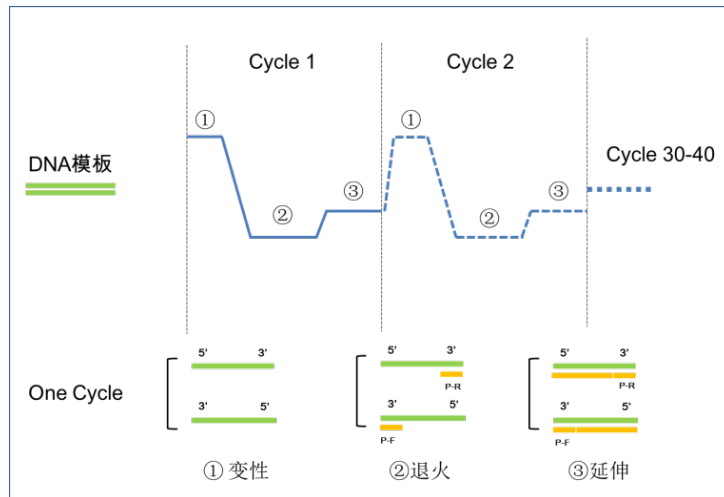 Cycle 1
Cycle 2
①
①
DNA模板
Cycle 30-40
③
③
②
②
5' 3'
5' 3'
5' 3'
P-R
P-R
One Cycle
3' 5'
3' 5'
3' 5'
P-F
P-F
①变性
②退火
③延伸